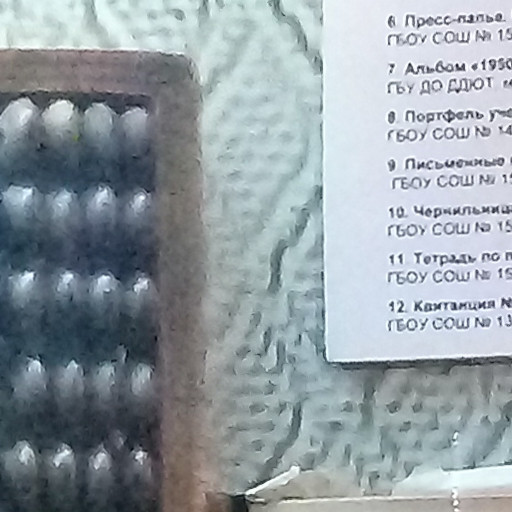 6. Пресс-папье.
ГБОУ СОШ № 15
7 Альбом «1950
ГБУ ДО ДДЮТ
8. Портфель уче
ГБОУ СОШ № 14
9 Письменные
ГБОУ СОШ № 15
10. Чернильница
ГБОУ СОШ № 15
11 Тетрадь по п
ГБОУ СОШ № 15
12. Квитанция №
ГБОУ СОШ № 13